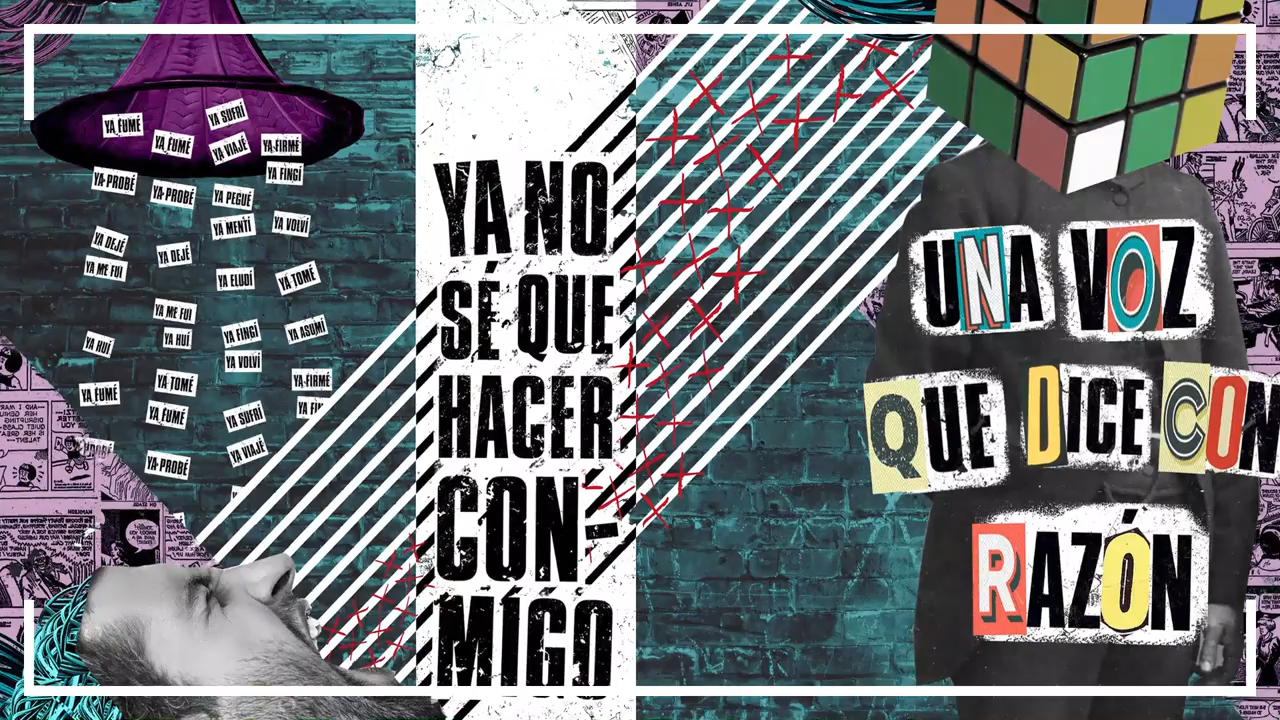 YA FUMÉ
YA FUMÉ
YA SUFRÍ
YA VIAJÉ
YA FIRMÉ
YA FINGÍ
YA PROBÉ
YA PROBÉ
YA PEGUÉ
YA MENTÍ
YA VOLVÍ
YA DEJÉ
YA DEJÉ
YA ME FUI
YA ELUDÍ
YA TOMÉ
YA ME FUI
YA HUÍ
YA HUÍ
YA FINGÍ
YA ASUMÍ
YA VOLVÍ
YA FUMÉ
YA TOMÉ
YA FIRMÉ
YA FUMÉ
YA SUFRÍ
YA PROBÉ
YA VIAJÉ
YA NO
SÉ QUE
HACER
CON-
MIGO
UNA VOZ
QUE DICE CON
RAZÓN